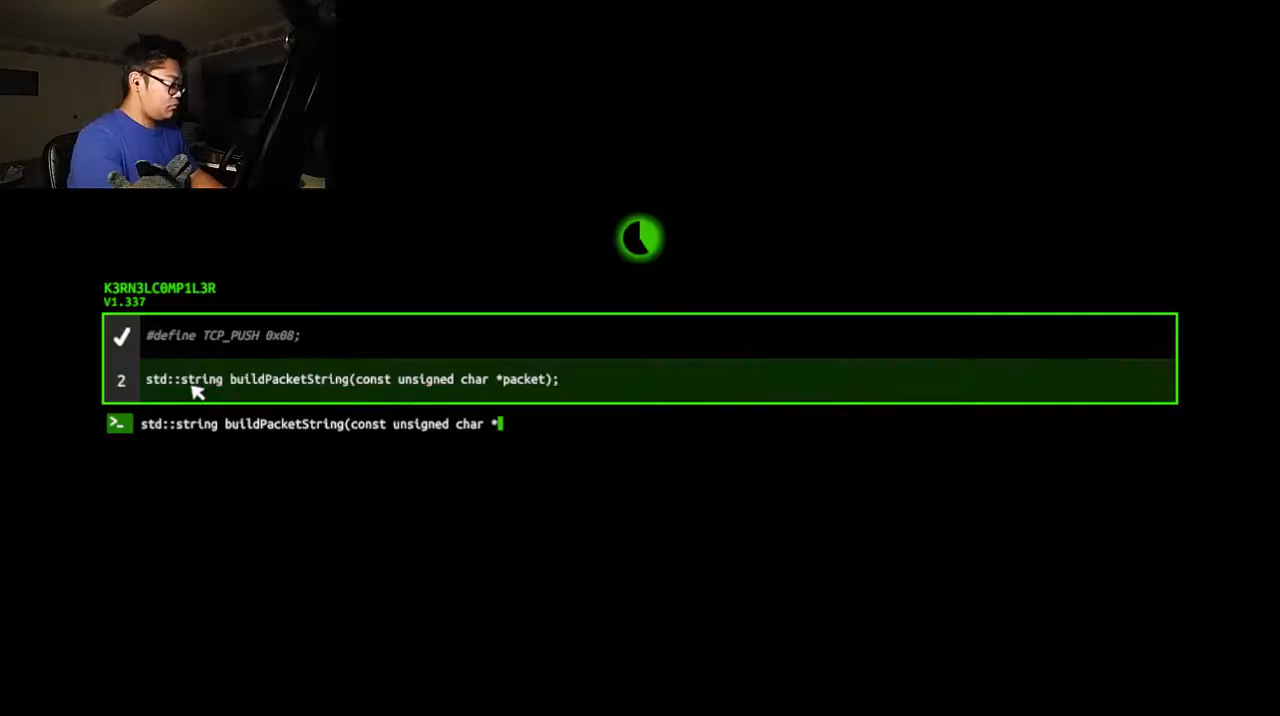 K3RN3LC0MP1L3R
V1.337
#define TCP_PUSH 0x08;
2 std::string buildPacketString(const unsigned char *packet);
>_ std::string buildPacketString(const unsigned char *